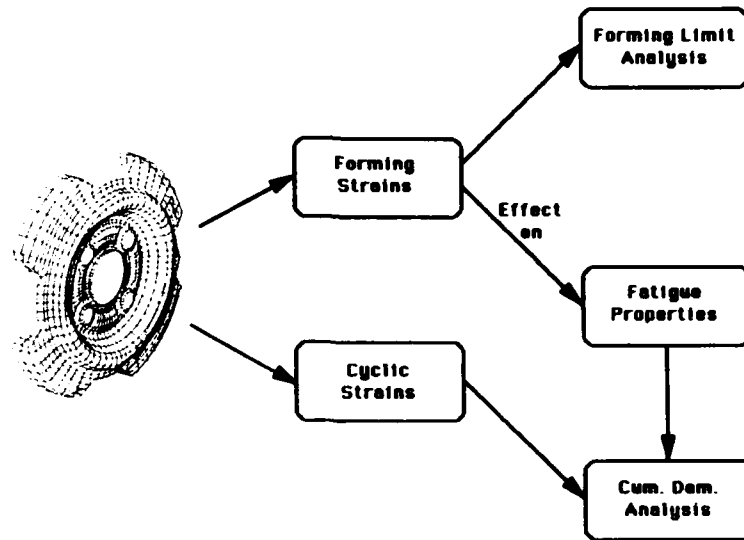 Forming Limit
Analysis
Forming
Strains
Effect
on
Fatigue
Properties
Cyclic
Strains
Cum. Dam.
Analysis